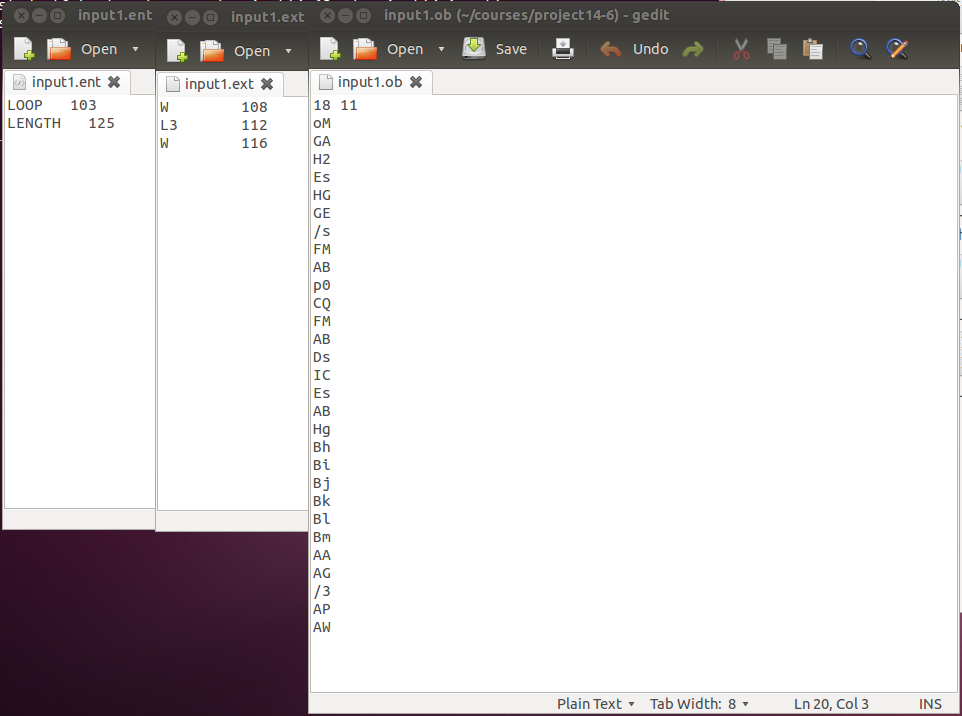 input1.ent
Open
input1.ent
LOOP   103
LENGTH   125
input1.ext
Open
input1.ext
W        108
L3       112
W        116
input1.ob (~/courses/project14-6) - gedit
Open Save Undo
input1.ob
18 11
oM
GA
H2
Es
HG
GE
/s
FM
AB
p0
CQ
FM
AB
Ds
IC
Es
AB
Hg
Bh
Bi
Bj
Bk
Bl
Bm
AA
AG
/3
AP
AW
Plain Text Tab Width: 8 Ln 20, Col 3 INS